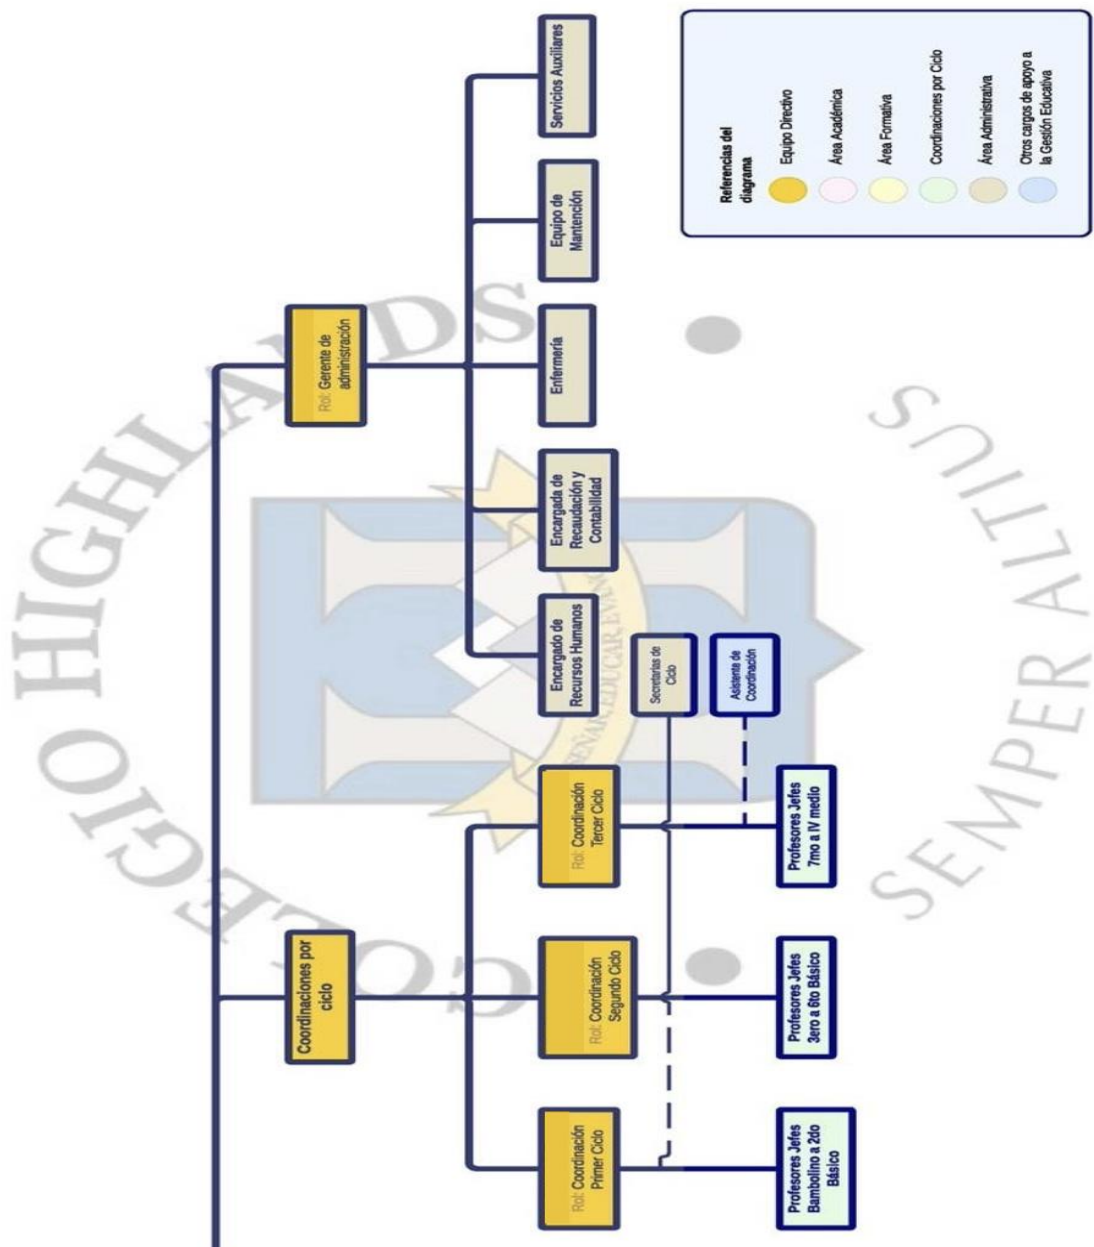 COLEGIO HIGHLANDS
SEMPER ALTIUS
Coordinaciones por
ciclo
Rol: Gerente de
administración
Rol: Coordinación
Primer Ciclo
Rol: Coordinación
Segundo Ciclo
Rol: Coordinación
Tercer Ciclo
Encargado de
Recursos Humanos
Encargada de
Recaudación y
Contabilidad
Enfermería
Equipo de
Mantención
Servicios Auxiliares
Secretarias de
Ciclo
Asistente de
Coordinación
Profesores Jefes
Bambolino a 2do
Básico
Profesores Jefes
3ero a 6to Básico
Profesores Jefes
7mo a IV medio
Referencias del
diagrama
Equipo Directivo
Área Académica
Área Formativa
Coordinaciones por Ciclo
Área Administrativa
Otros cargos de apoyo a
la Gestión Educativa
EDUCAR,